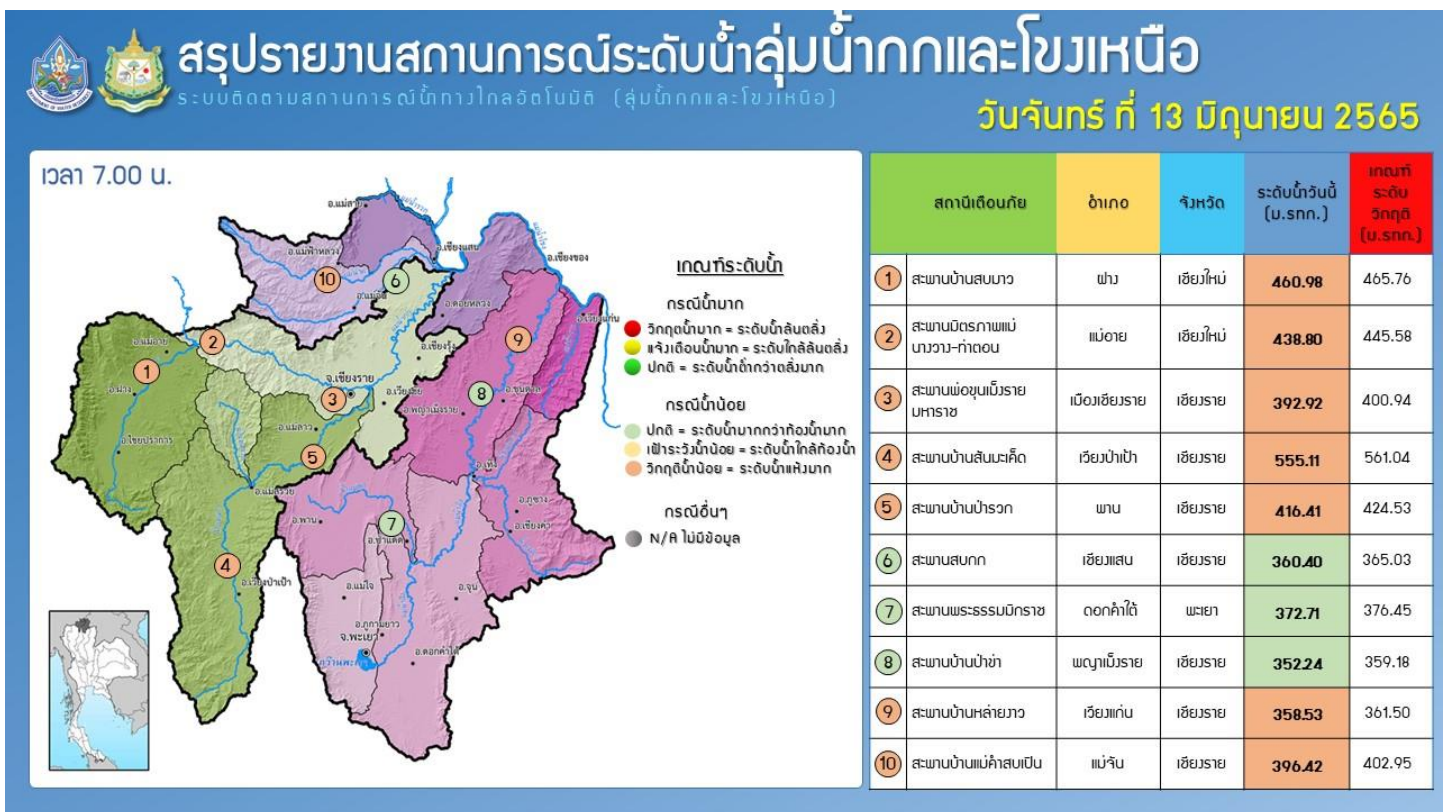 สรุปรายงานสถานการณ์ระดับน้ำลุ่มน้ำกกและโขงเหนือ
ระบบติดตามสถานการณ์น้ำทางไกลอัตโนมัติ (ลุ่มน้ำกกและโขงเหนือ)
วันจันทร์ ที่ 13 มิถุนายน 2565
เวลา 7.00 น.
อ.แม่สาย
อ.แม่ฟ้าหลวง
อ.เชียงแสน
อ.เชียงของ
10
6
อ.แม่จัน
อ.ดอยหลวง
อ.เวียงแก่น
อ.แม่อาย
2
9
อ.เชียงรุ้ง
1
จ.เชียงราย
อ.ฝาง
3
อ.เวียงชัย
8
อ.ขุนตาล
อ.พญาเม็งราย
อ.แม่ลาว
อ.ไชยปราการ
5
อ.เทิง
อ.แม่สรวย
อ.ภูซาง
อ.พาน
7
อ.เชียงคำ
อ.ป่าแดด
4
อ.เวียงป่าเป้า
อ.แม่ใจ
อ.จุน
อ.ภูกามยาว
จ.พะเยา
กว๊านพะเยา
อ.ดอกคำใต้
เกณฑ์ระดับน้ำ
กรณีน้ำมาก
วิกฤตน้ำมาก = ระดับน้ำล้นตลิ่ง
แจ้งเตือนน้ำมาก = ระดับใกล้ล้นตลิ่ง
ปกติ = ระดับน้ำต่ำกว่าตลิ่งมาก
กรณีน้ำน้อย
ปกติ = ระดับน้ำมากกว่าท้องน้ำมาก
เฝ้าระวังน้ำน้อย = ระดับน้ำใกล้ท้องน้ำ
วิกฤติน้ำน้อย = ระดับน้ำแห้งมาก
กรณีอื่นๆ
N/A ไม่มีข้อมูล
สถานีเตือนภัย อำเภอ จังหวัด ระดับน้ำวันนี้ (ม.รทก.) เกณฑ์ระดับวิกฤติ (ม.รทก.)
1 สะพานบ้านสบมาว ฝาง เชียงใหม่ 460.98 465.76
2 สะพานมิตรภาพแม่นางวาง-ท่าตอน แม่อาย เชียงใหม่ 438.80 445.58
3 สะพานพ่อขุนเม็งรายมหาราช เมืองเชียงราย เชียงราย 392.92 400.94
4 สะพานบ้านสันมะเค็ด เวียงป่าเป้า เชียงราย 555.11 561.04
5 สะพานบ้านป่ารวก พาน เชียงราย 416.41 424.53
6 สะพานสบกก เชียงแสน เชียงราย 360.40 365.03
7 สะพานพระธรรมมิกราช ดอกคำใต้ พะเยา 372.71 376.45
8 สะพานบ้านป่าข่า พญาเม็งราย เชียงราย 352.24 359.18
9 สะพานบ้านหล่ายงาว เวียงแก่น เชียงราย 358.53 361.50
10 สะพานบ้านแม่คำสบเปิน แม่จัน เชียงราย 396.42 402.95